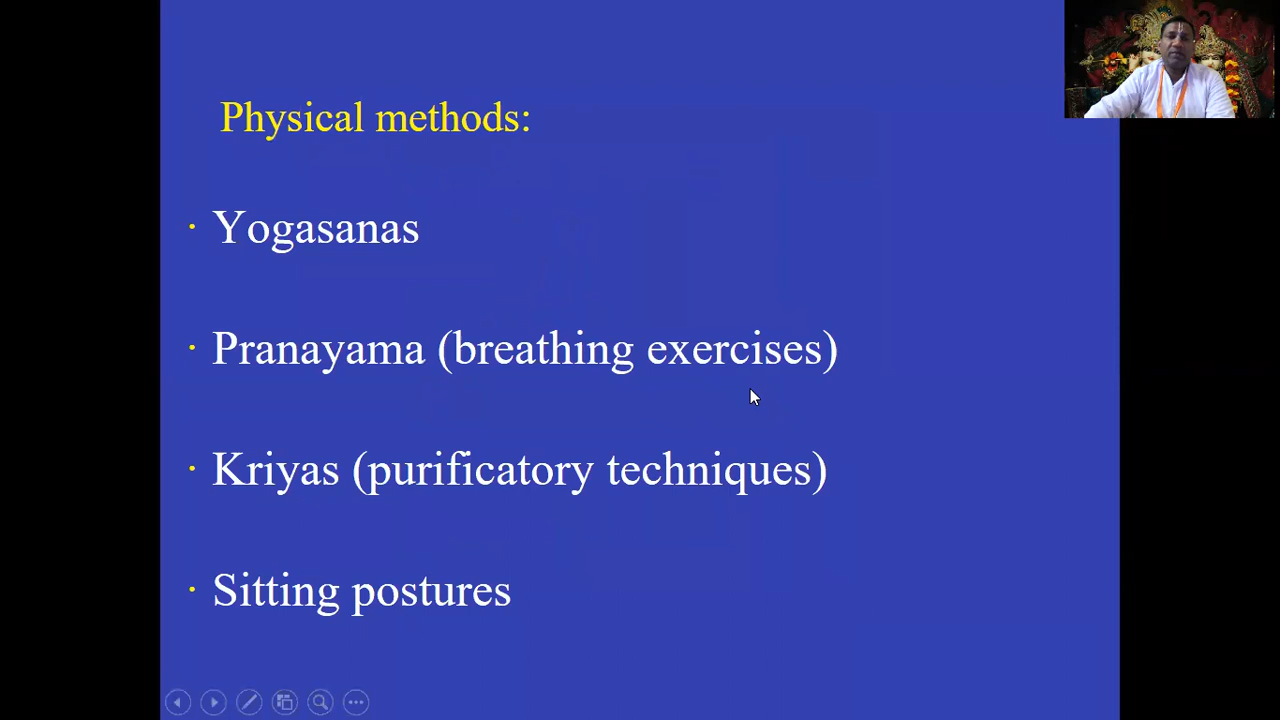 Physical methods:
· Yogasanas
· Pranayama (breathing exercises)
· Kriyas (purificatory techniques)
· Sitting postures